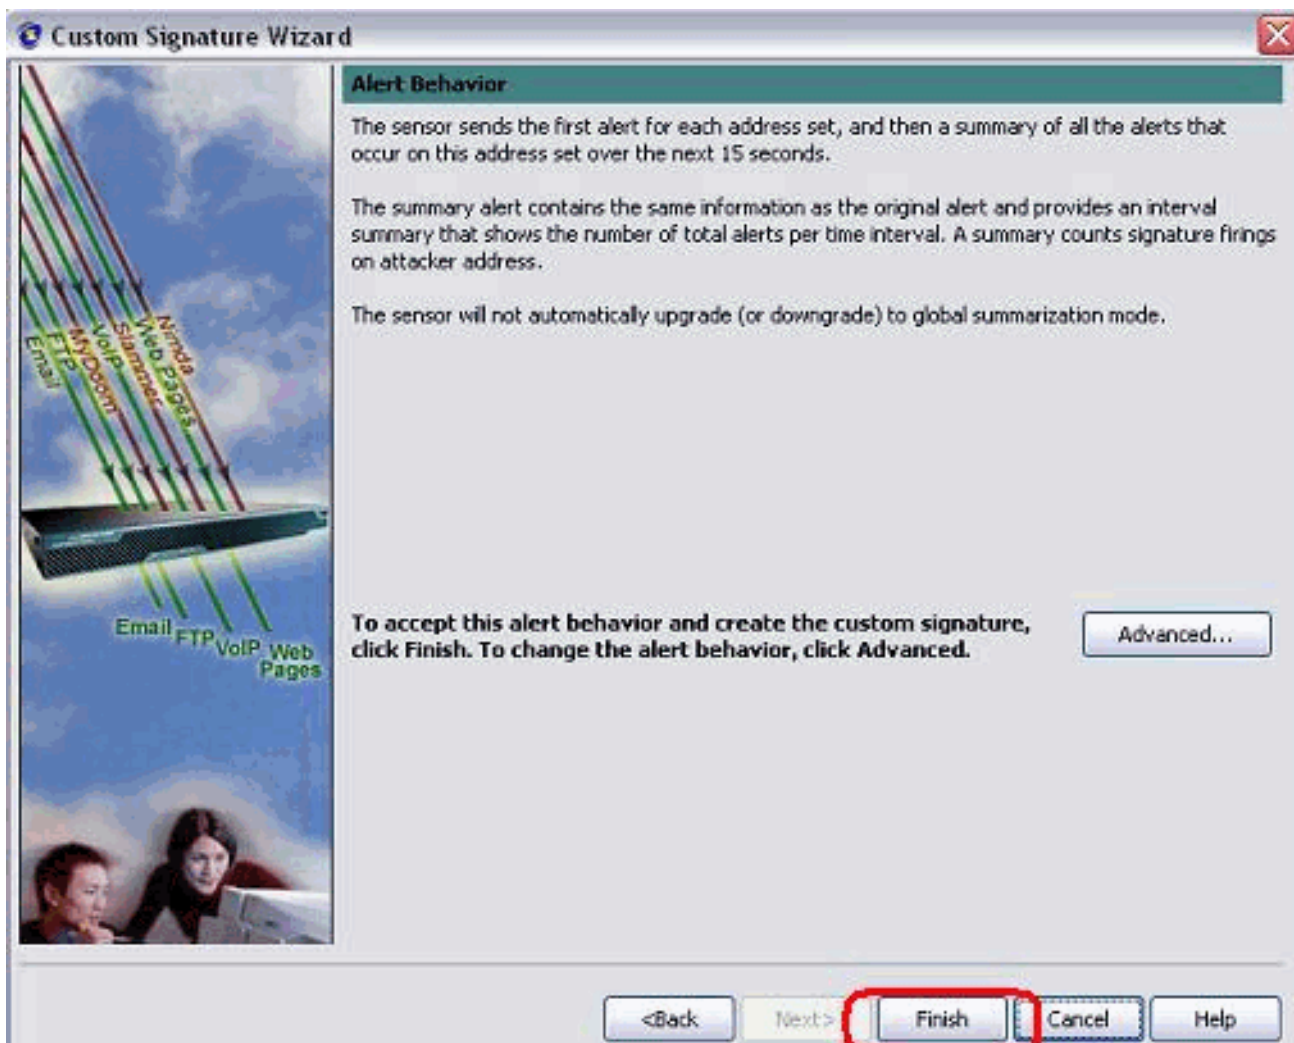 Custom Signature Wizard
Alert Behavior
The sensor sends the first alert for each address set, and then a summary of all the alerts that
occur on this address set over the next 15 seconds.
The summary alert contains the same information as the original alert and provides an interval
summary that shows the number of total alerts per time interval. A summary counts signature firings
on attacker address.
The sensor will not automatically upgrade (or downgrade) to global summarization mode.
Email
FTP
MyDoom
VoIP
Slammer
Web Pages
Nimda
Email
FTP
VoIP
Web
Pages
To accept this alert behavior and create the custom signature,
click Finish. To change the alert behavior, click Advanced.
Advanced...
<Back
Next>
Finish
Cancel
Help